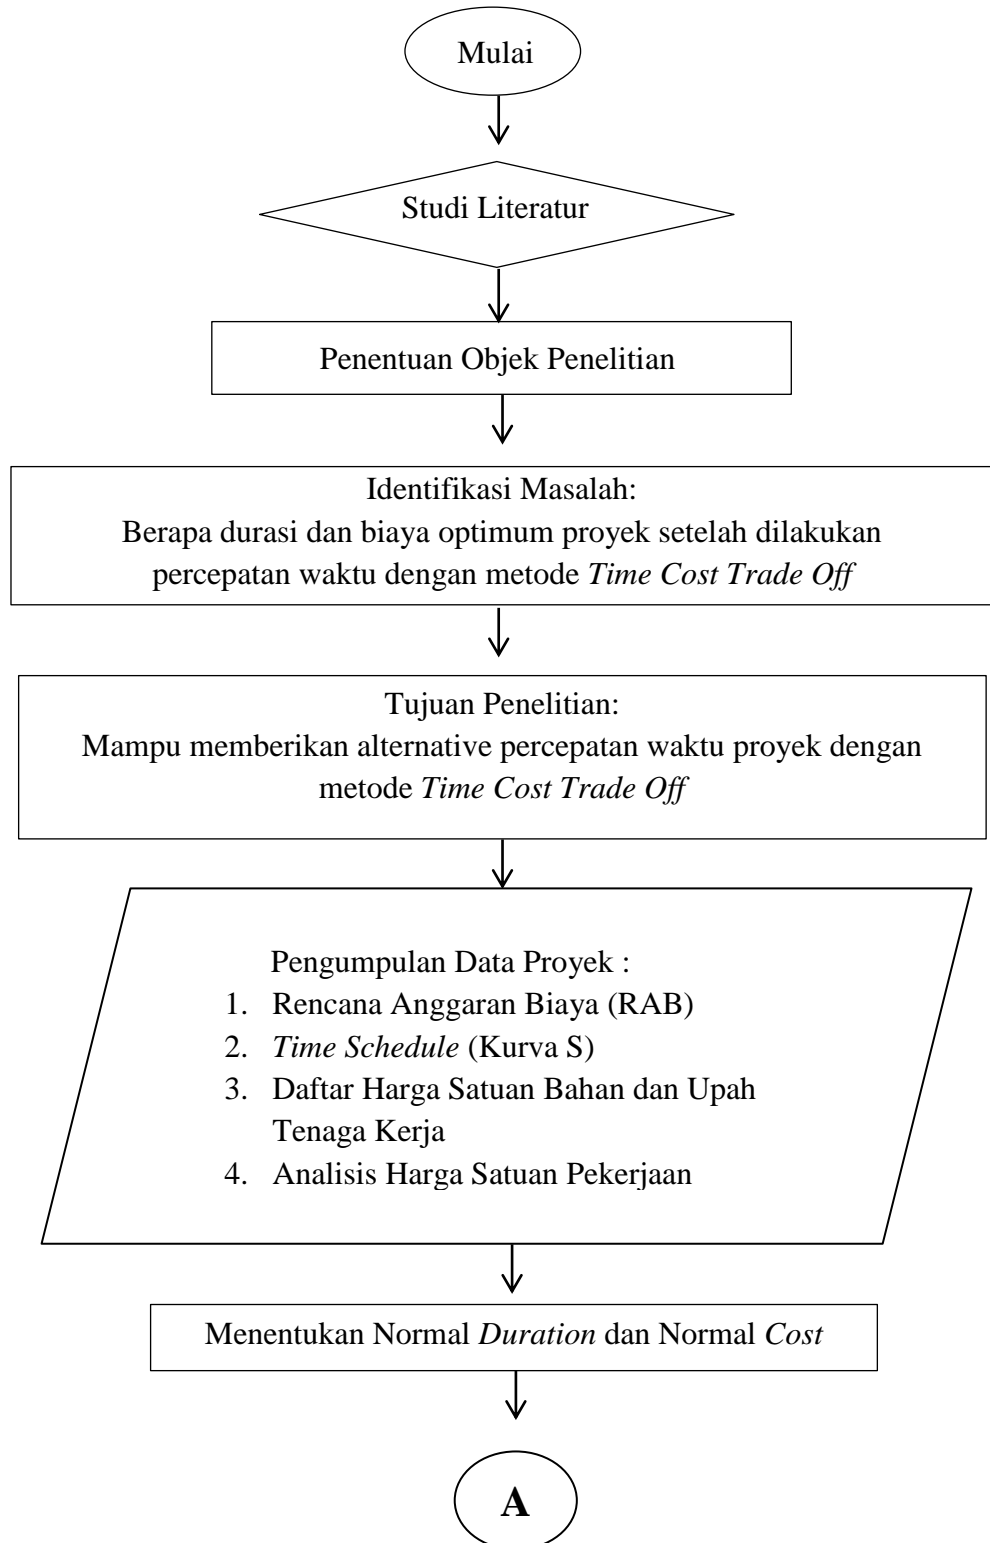 Mulai
Studi Literatur
Penentuan Objek Penelitian
Identifikasi Masalah:
Berapa durasi dan biaya optimum proyek setelah dilakukan
percepatan waktu dengan metode Time Cost Trade Off
Tujuan Penelitian:
Mampu memberikan alternative percepatan waktu proyek dengan
metode Time Cost Trade Off
Pengumpulan Data Proyek :
1. Rencana Anggaran Biaya (RAB)
2. Time Schedule (Kurva S)
3. Daftar Harga Satuan Bahan dan Upah
Tenaga Kerja
4. Analisis Harga Satuan Pekerjaan
Menentukan Normal Duration dan Normal Cost
A